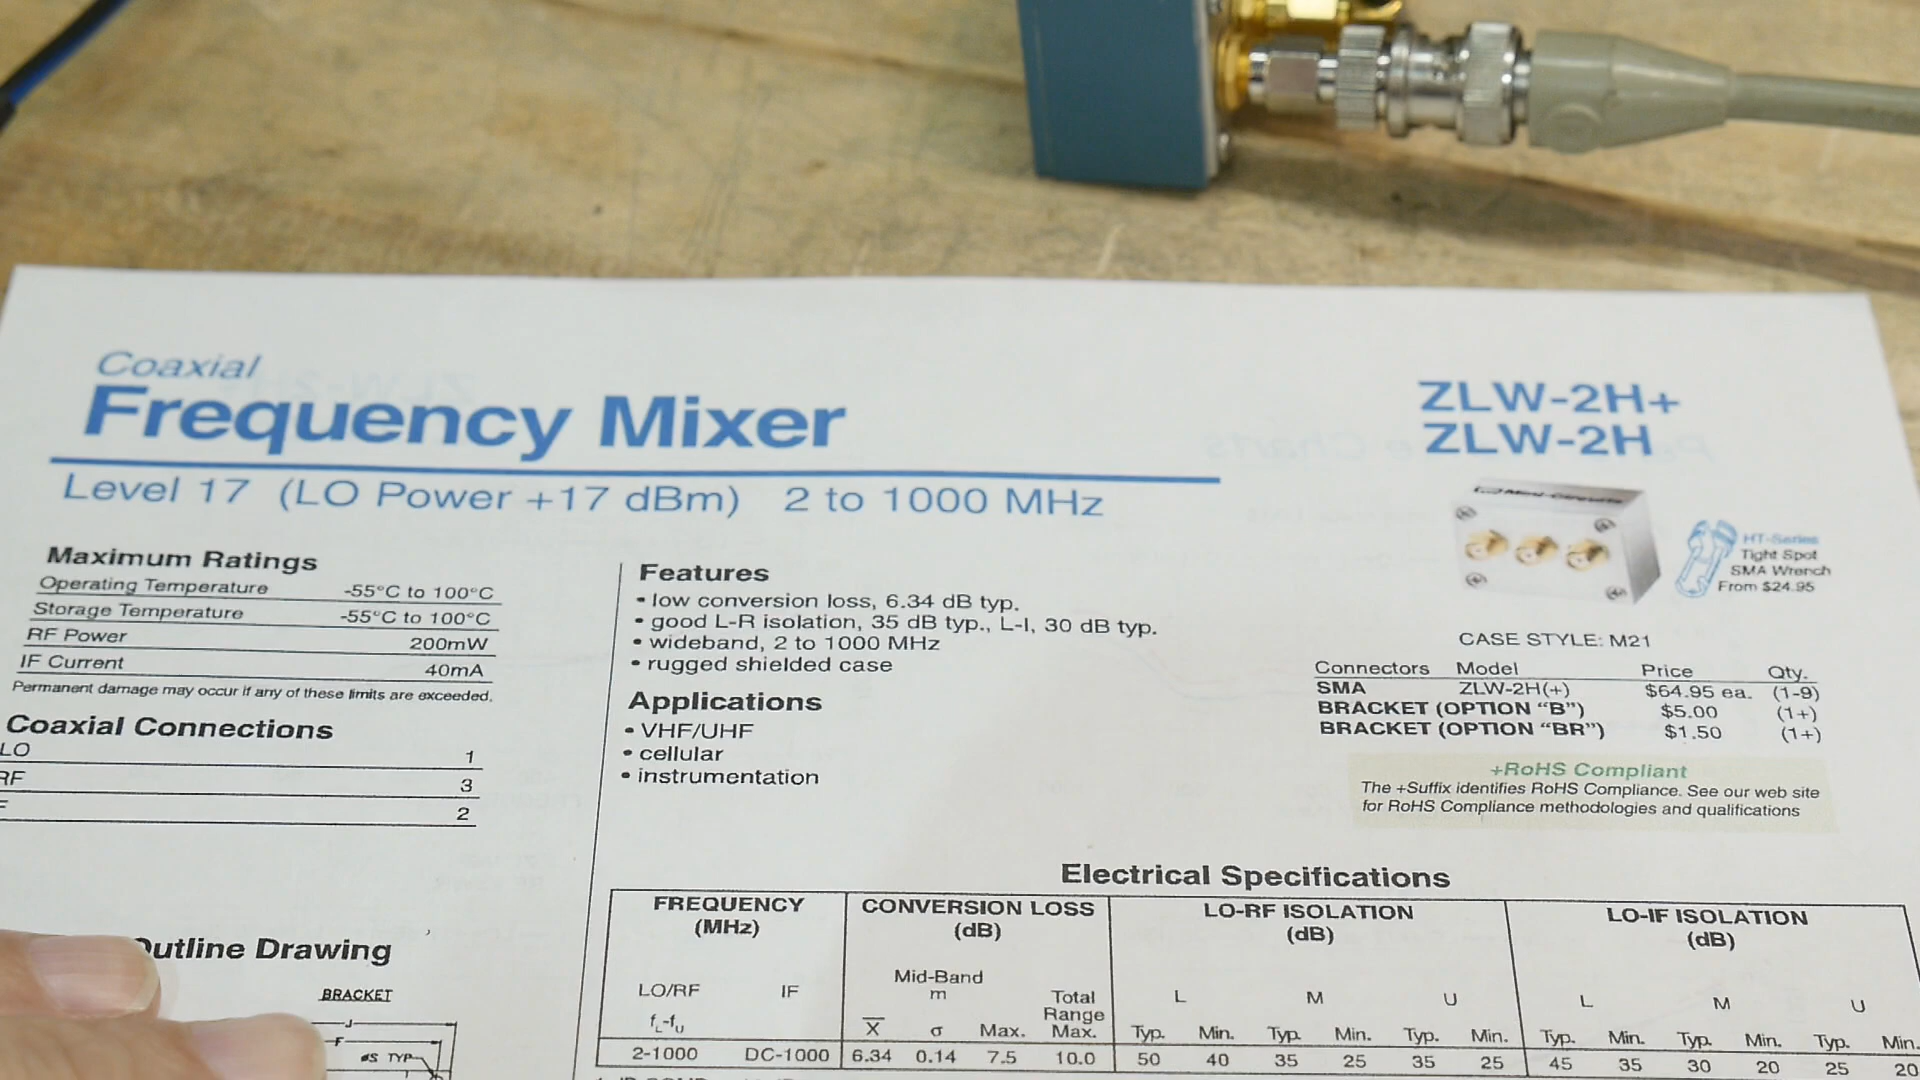 Coaxial
Frequency Mixer
Level 17 (LO Power +17 dBm) 2 to 1000 MHz
ZLW-2H+
ZLW-2H
Maximum Ratings
Operating Temperature -55°C to 100°C
Storage Temperature -55°C to 100°C
RF Power 200mW
IF Current 40mA
Permanent damage may occur if any of these limits are exceeded.
Coaxial Connections
LO 1
RF 3
2
Outline Drawing
BRACKET
J
F
øS TYP
Features
• low conversion loss, 6.34 dB typ.
• good L-R isolation, 35 dB typ., L-I, 30 dB typ.
• wideband, 2 to 1000 MHz
• rugged shielded case
Applications
• VHF/UHF
• cellular
• instrumentation
Mini-Circuits
HT-Series
Tight Spot
SMA Wrench
From $24.95
CASE STYLE: M21
Connectors Model Price Qty.
SMA ZLW-2H(+) $64.95 ea. (1-9)
BRACKET (OPTION “B”) $5.00 (1+)
BRACKET (OPTION “BR”) $1.50 (1+)
+RoHS Compliant
The +Suffix identifies RoHS Compliance. See our web site
for RoHS Compliance methodologies and qualifications
Electrical Specifications
FREQUENCY CONVERSION LOSS LO-RF ISOLATION LO-IF ISOLATION
(MHz) (dB) (dB) (dB)
Mid-Band
LO/RF IF m Total L M U L M U
fL-fU Range
X̄ σ Max. Max. Typ. Min. Typ. Min. Typ. Min. Typ. Min. Typ. Min. Typ. Min.
2-1000 DC-1000 6.34 0.14 7.5 10.0 50 40 35 25 35 25 45 35 30 20 25 20